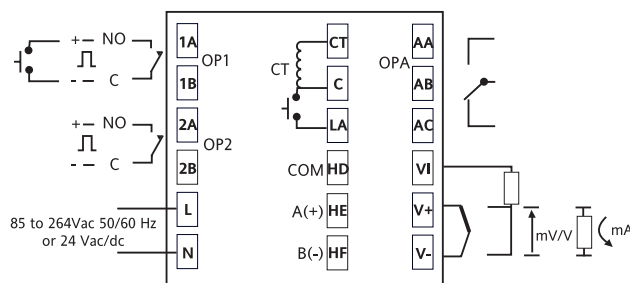 + – NO
1A
OP1
– – C
1B
+ – NO
2A
OP2
– – C
2B
85 to 264Vac 50/60 Hz
or 24 Vac/dc
L
N
CT
CT
C
LA
COM HD
A(+) HE
B(-) HF
OPA
AA
AB
AC
VI
V+
V-
mV/V
mA